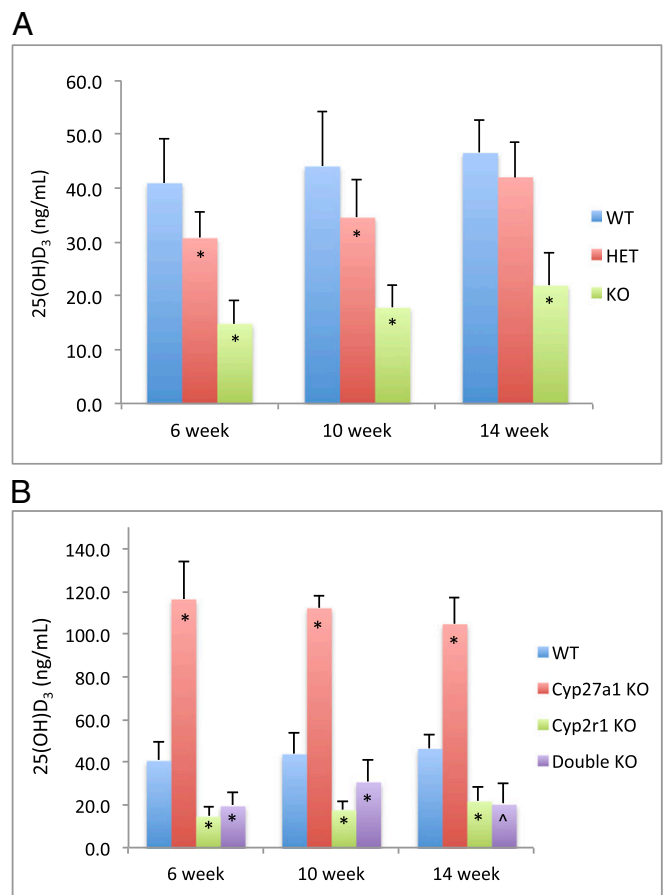 A
60.0
50.0
40.0
30.0
20.0
10.0
0.0
25(OH)D₃ (ng/mL)
* * * * *
6 week 10 week 14 week
WT
HET
KO
B
140.0
120.0
100.0
80.0
60.0
40.0
20.0
0.0
25(OH)D₃ (ng/mL)
* * *
* * * * * ^
6 week 10 week 14 week
WT
Cyp27a1 KO
Cyp2r1 KO
Double KO